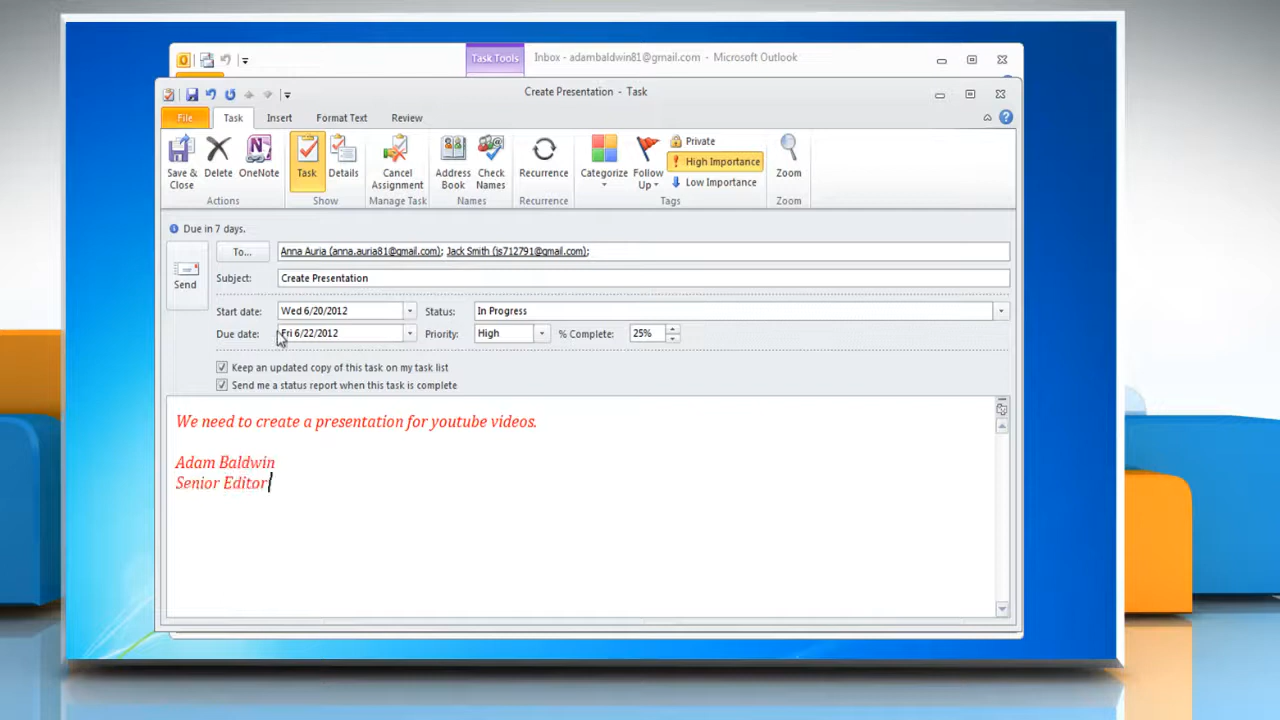 Task Tools
Inbox - adambaldwin81@gmail.com - Microsoft Outlook
Create Presentation - Task
File Task Insert Format Text Review
Save & Close
Delete
OneNote
Task
Details
Cancel Assignment
Address Book
Check Names
Recurrence
Categorize
Follow Up
Private
High Importance
Low Importance
Zoom
Actions Show Manage Task Names Recurrence Tags Zoom
Due in 7 days.
Send
To... Anna Auria (anna.auria81@gmail.com); Jack Smith (js712791@gmail.com);
Subject: Create Presentation
Start date: Wed 6/20/2012 Status: In Progress
Due date: Fri 6/22/2012 Priority: High % Complete: 25%
Keep an updated copy of this task on my task list
Send me a status report when this task is complete
We need to create a presentation for youtube videos.
Adam Baldwin
Senior Editor